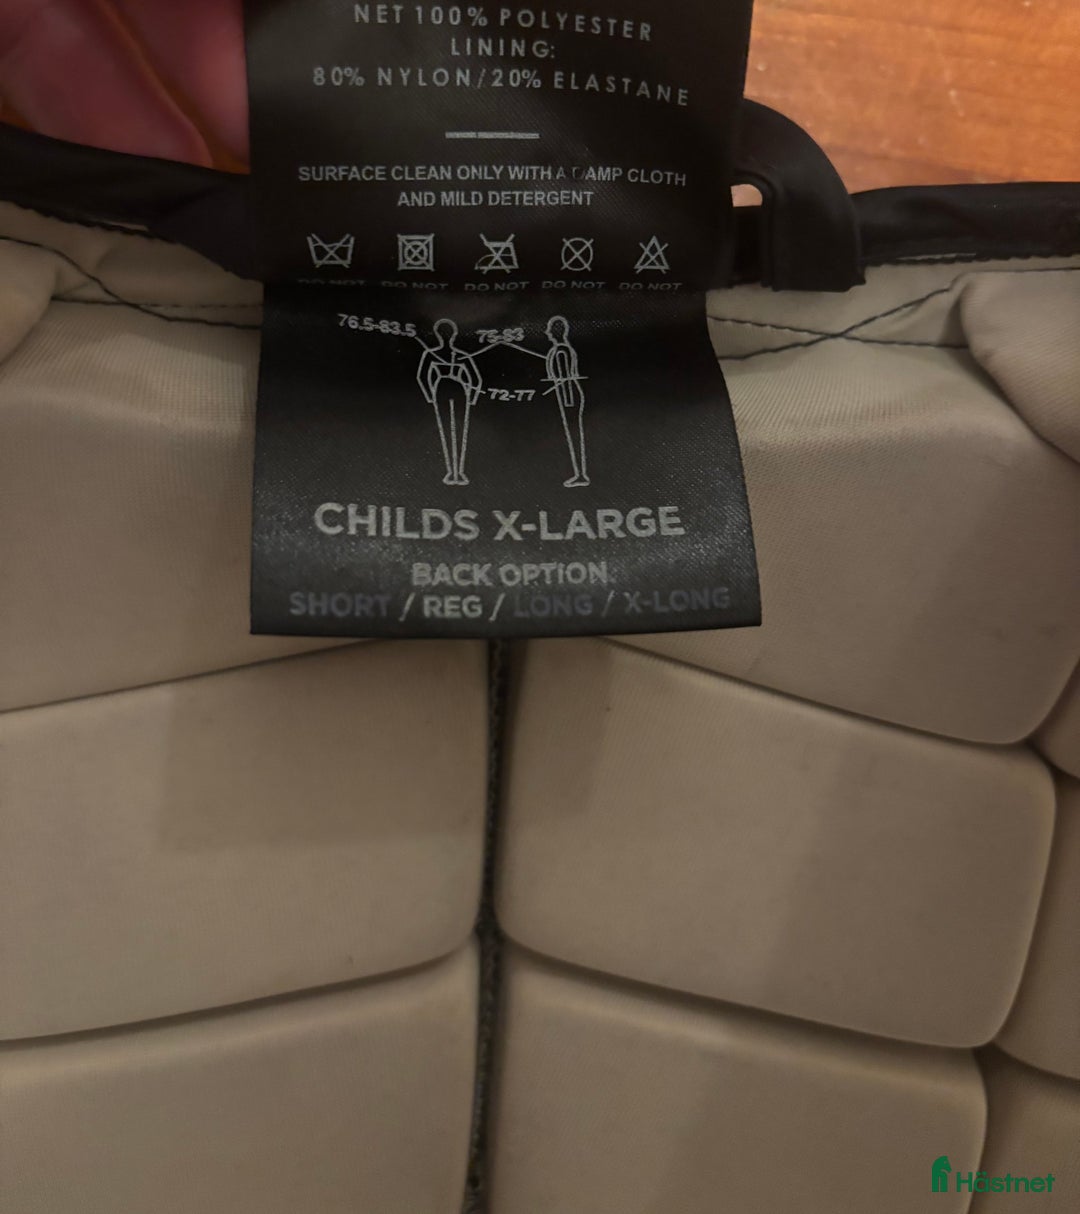 NET 100% POLYESTER
LINING:
80% NYLON/20% ELASTANE
SURFACE CLEAN ONLY WITH A DAMP CLOTH
AND MILD DETERGENT
DO NOT DO NOT DO NOT DO NOT DO NOT
76.5-83.5
75-83
72-77
CHILDS X-LARGE
BACK OPTION:
SHORT / REG / LONG / X-LONG
Hästnet